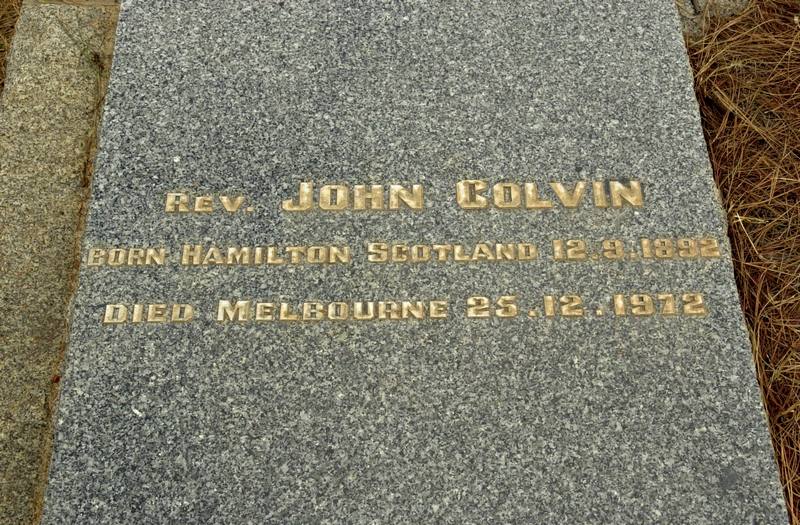 Rev. John Colvin
Born Hamilton Scotland 12.9.1892
Died Melbourne 25.12.1972